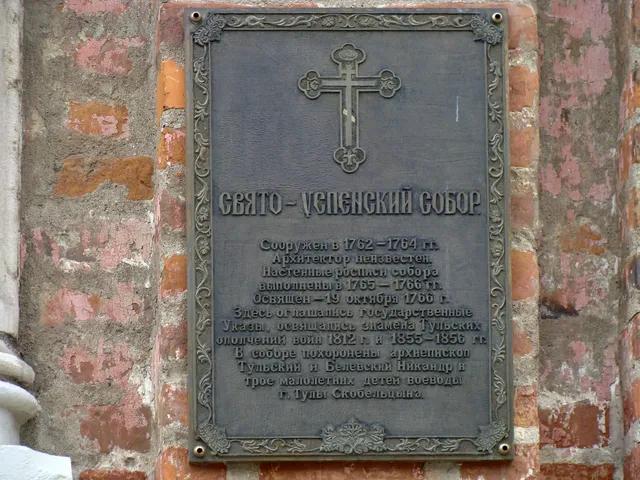 СВЯТО-УСПЕНСКИЙ СОБОР
Сооружен в 1762-1764 гг.
Архитектор неизвестен.
Настенные росписи собора
выполнены в 1765-1766 гг.
Освящен-19 октября 1766 г.
Здесь оглашались государственные
Указы, освящались знамена Тульских
ополчений войн 1812 г. и 1855-1856 гг.
В соборе похоронены архиепископ
Тульский и Белевский Никандр и
трое малолетних детей воеводы
г. Тулы Скобельцына.